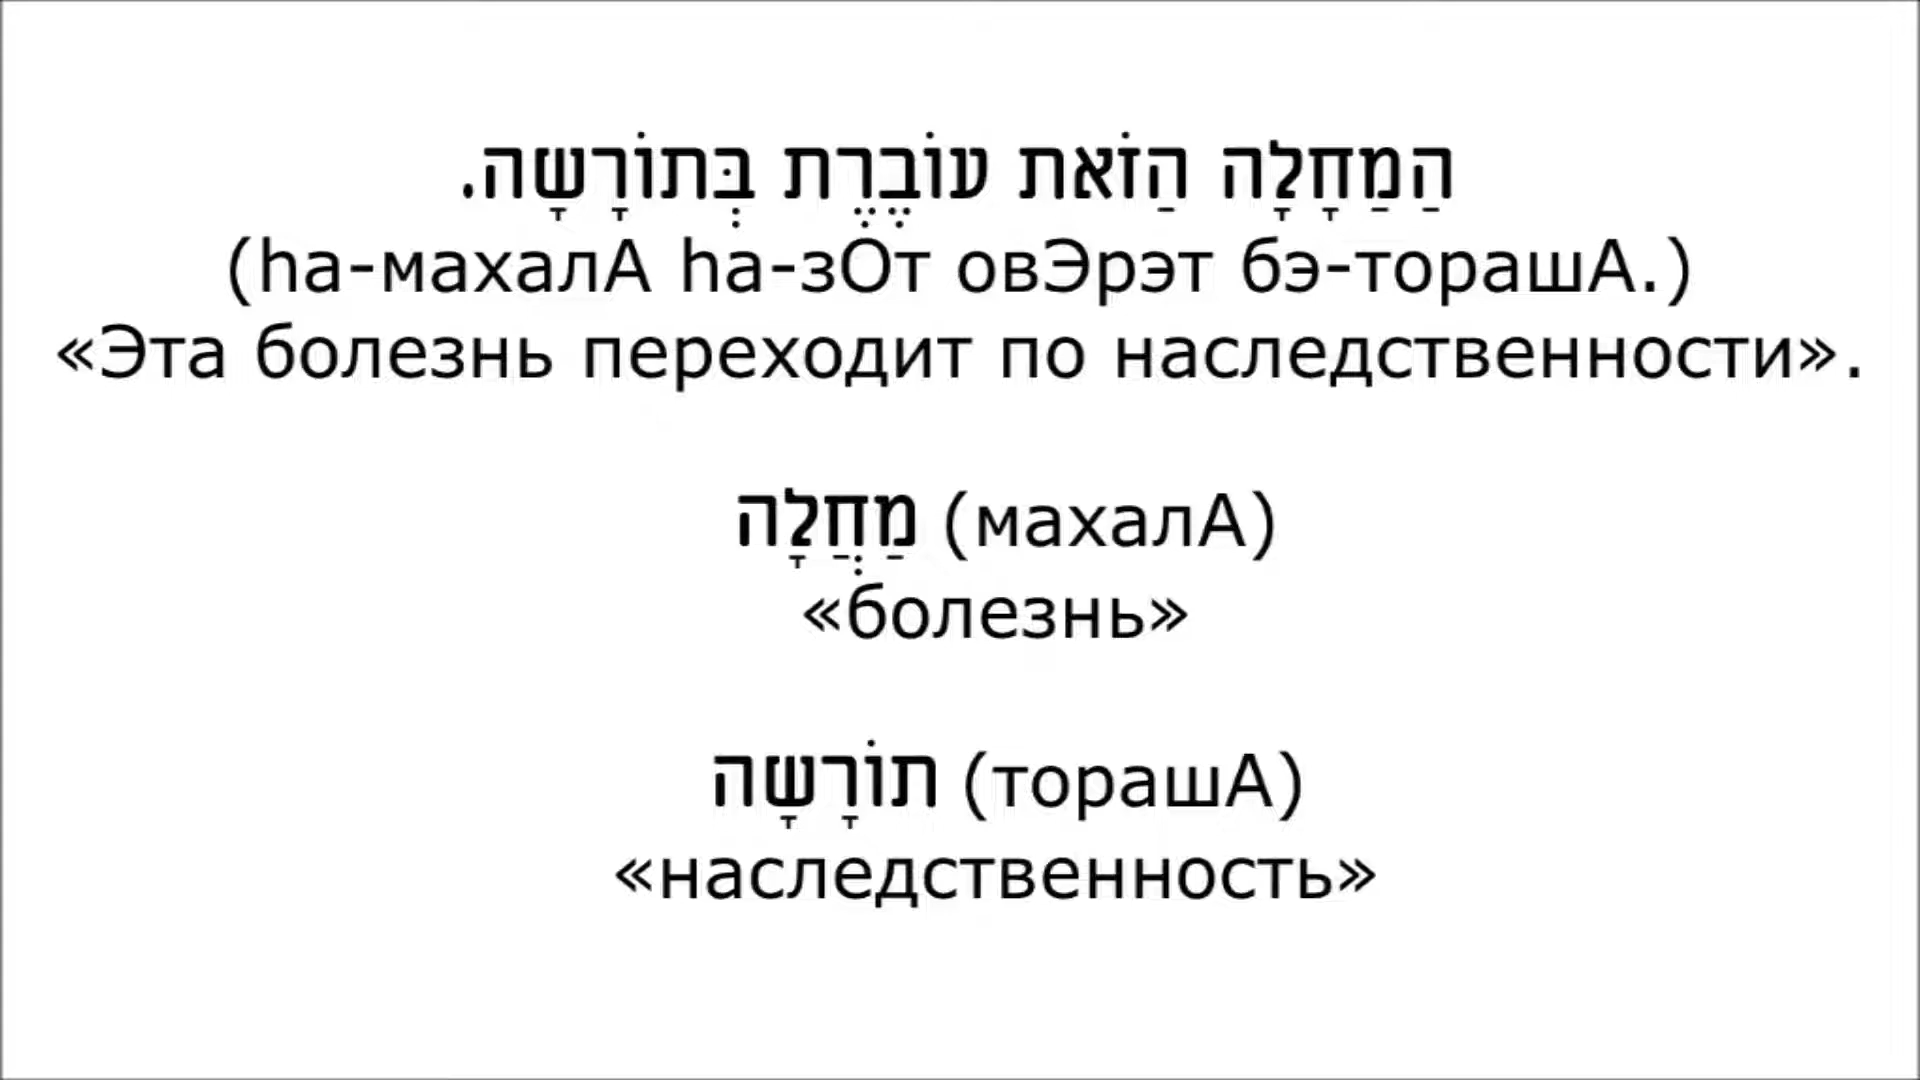 הַמַּחָלָה הַזֹּאת עוֹבֶרֶת בְּתוֹרָשָׁה.
(hа-махалА hа-зОт овЭрэт бэ-торашА.)
«Эта болезнь переходит по наследственности».
מַחֲלָה (махалА)
«болезнь»
תוֹרָשָׁה (торашА)
«наследственность»